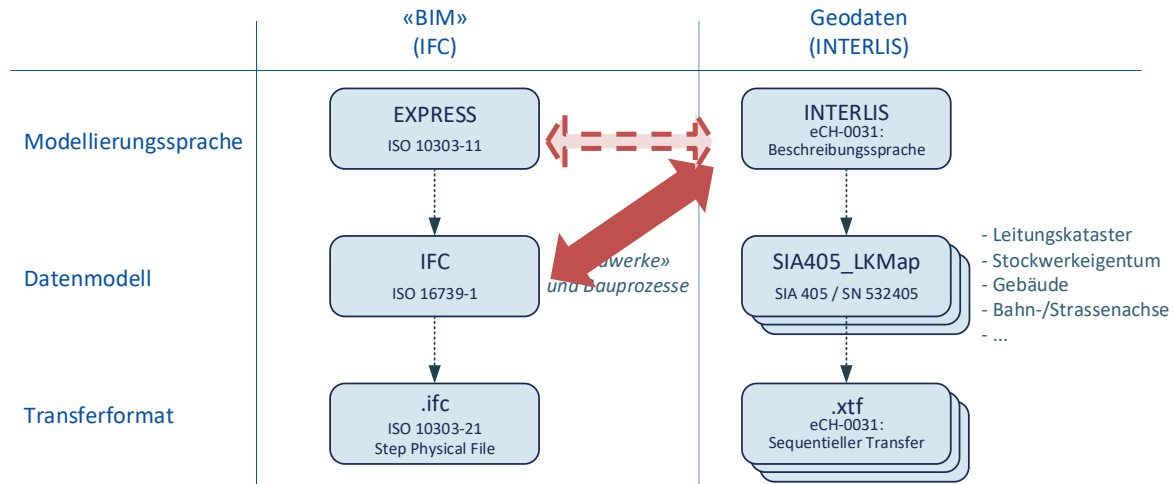 «BIM»
(IFC)
Geodaten
(INTERLIS)
Modellierungssprache
EXPRESS
ISO 10303-11
INTERLIS
eCH-0031:
Beschreibungssprache
Datenmodell
IFC
ISO 16739-1
und Bauprozesse
SIA405_LKMap
SIA 405 / SN 532405
- Leitungskataster
- Stockwerkeigentum
- Gebäude
- Bahn-/Strassenachse
- ...
Transferformat
.ifc
ISO 10303-21
Step Physical File
.xtf
eCH-0031:
Sequentieller Transfer